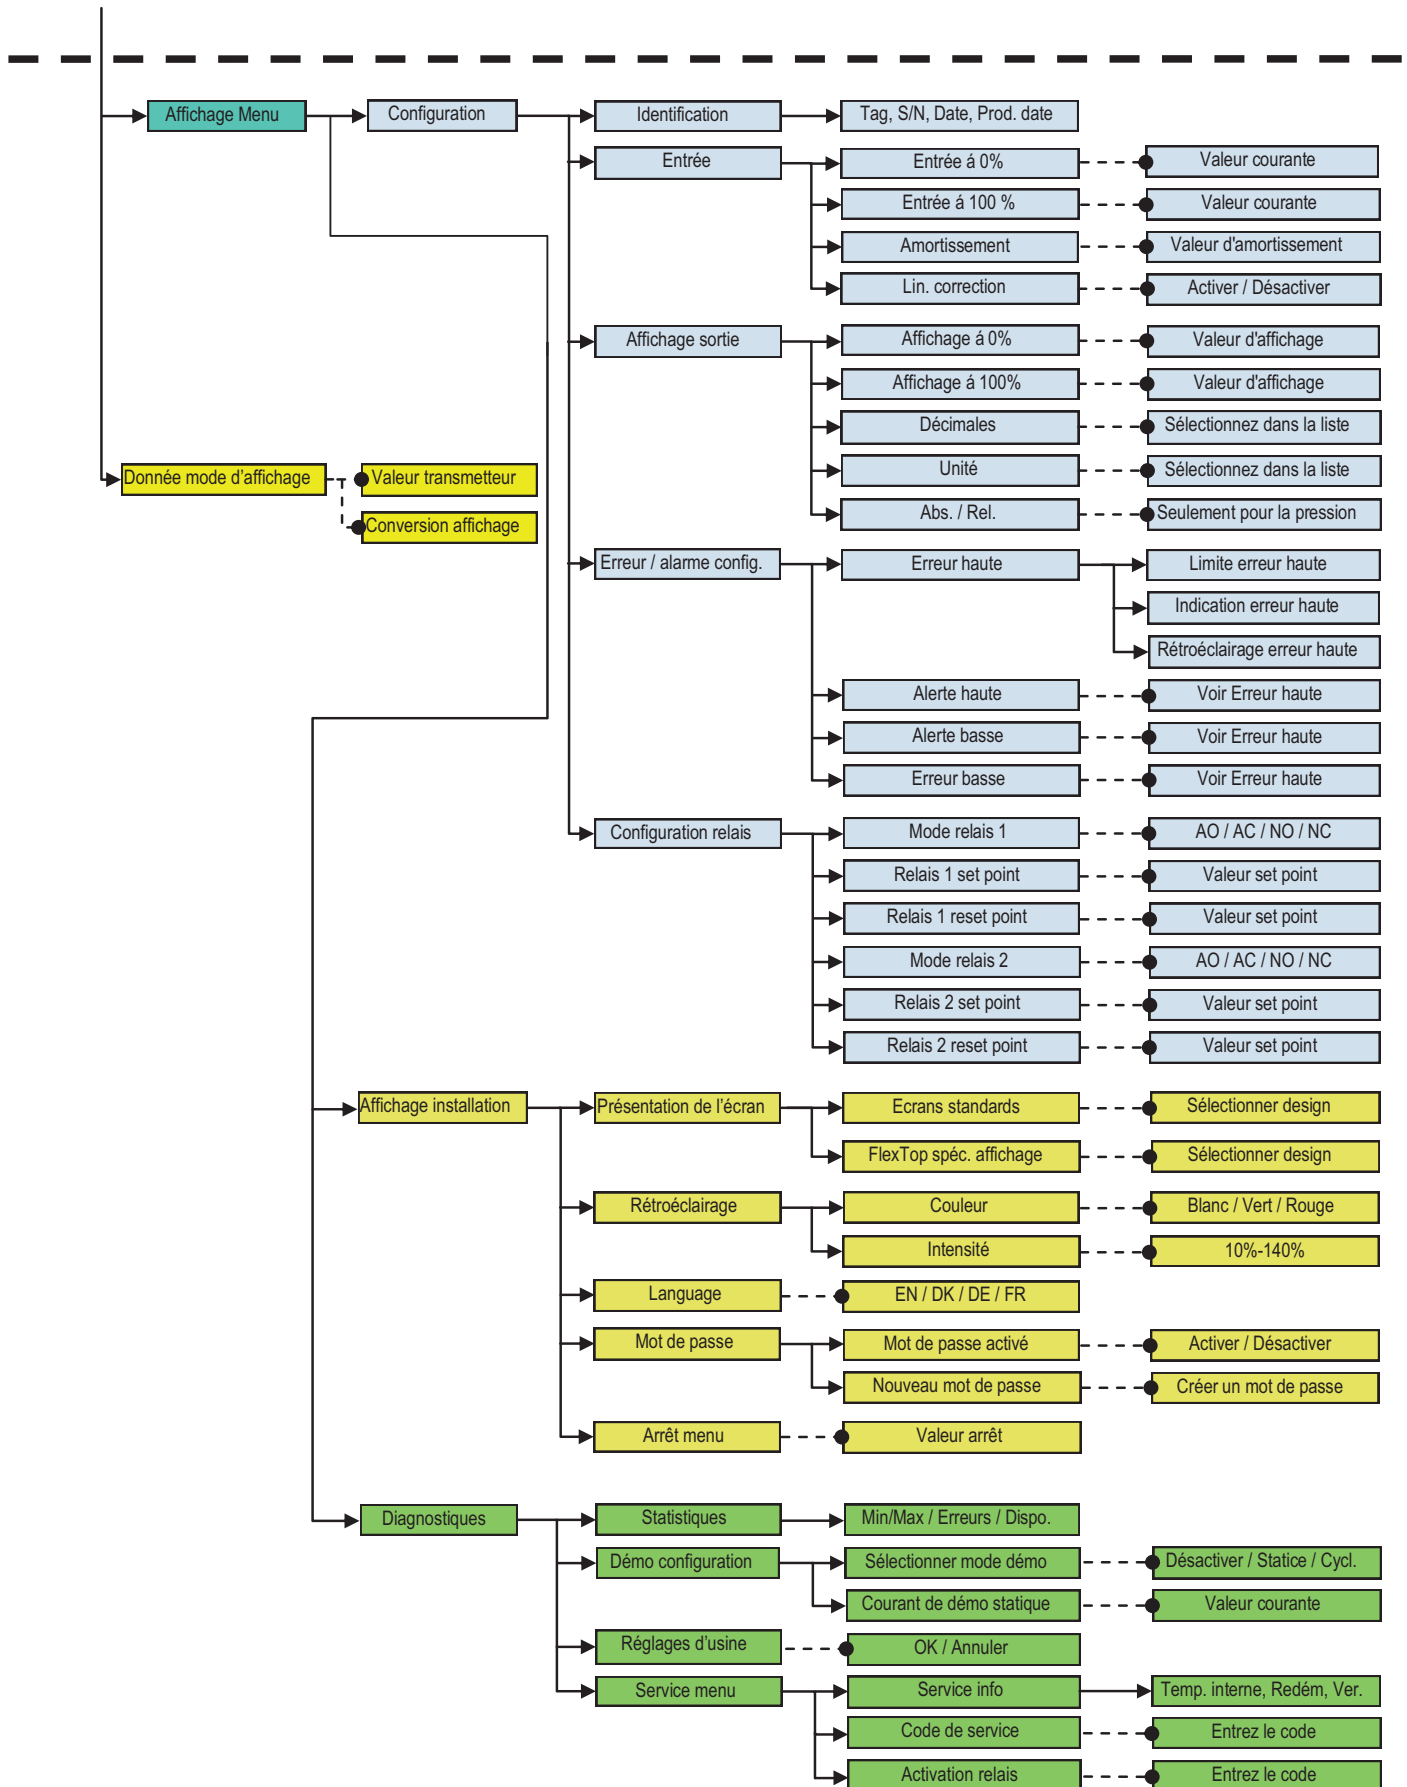 Affichage Menu
Configuration
Identification
Tag, S/N, Date, Prod. date
Entrée
Entrée á 0%
Valeur courante
Entrée á 100 %
Valeur courante
Amortissement
Valeur d'amortissement
Lin. correction
Activer / Désactiver
Affichage sortie
Affichage á 0%
Valeur d'affichage
Affichage á 100%
Valeur d'affichage
Décimales
Sélectionnez dans la liste
Unité
Sélectionnez dans la liste
Abs. / Rel.
Seulement pour la pression
Donnée mode d’affichage
Valeur transmetteur
Conversion affichage
Erreur / alarme config.
Erreur haute
Limite erreur haute
Indication erreur haute
Rétroéclairage erreur haute
Alerte haute
Voir Erreur haute
Alerte basse
Voir Erreur haute
Erreur basse
Voir Erreur haute
Configuration relais
Mode relais 1
AO / AC / NO / NC
Relais 1 set point
Valeur set point
Relais 1 reset point
Valeur set point
Mode relais 2
AO / AC / NO / NC
Relais 2 set point
Valeur set point
Relais 2 reset point
Valeur set point
Affichage installation
Présentation de l’écran
Ecrans standards
Sélectionner design
FlexTop spéc. affichage
Sélectionner design
Rétroéclairage
Couleur
Blanc / Vert / Rouge
Intensité
10%-140%
Language
EN / DK / DE / FR
Mot de passe
Mot de passe activé
Activer / Désactiver
Nouveau mot de passe
Créer un mot de passe
Arrêt menu
Valeur arrêt
Diagnostiques
Statistiques
Min/Max / Erreurs / Dispo.
Démo configuration
Sélectionner mode démo
Désactiver / Statice / Cycl.
Courant de démo statique
Valeur courante
Réglages d’usine
OK / Annuler
Service menu
Service info
Temp. interne, Redém, Ver.
Code de service
Entrez le code
Activation relais
Entrez le code